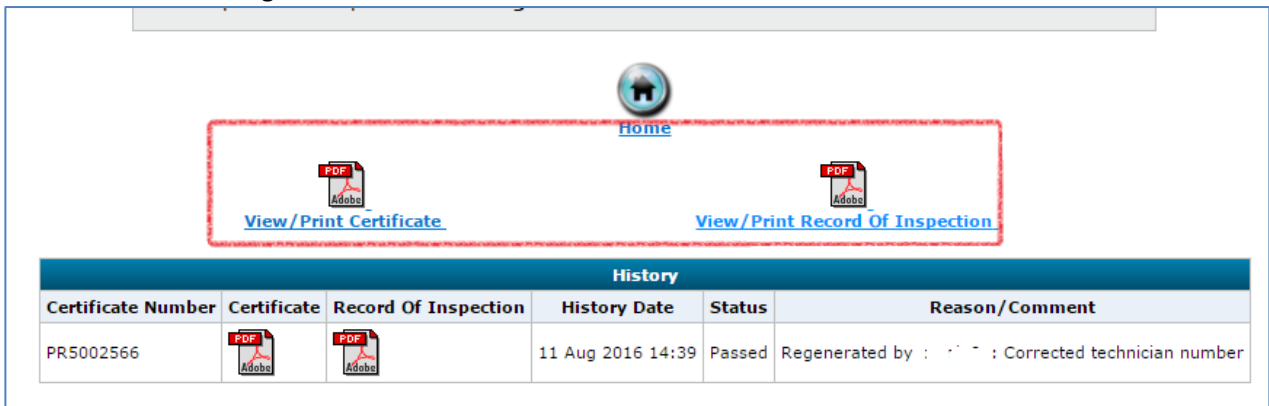 Home
PDF Adobe PDF Adobe
View/Print Certificate View/Print Record Of Inspection
History
Certificate Number Certificate Record Of Inspection History Date Status Reason/Comment
PR5002566 PDF Adobe PDF Adobe 11 Aug 2016 14:39 Passed Regenerated by : : Corrected technician number